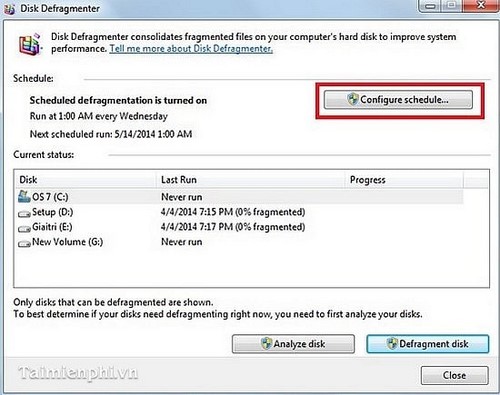 Disk Defragmenter
Disk Defragmenter consolidates fragmented files on your computer's hard disk to improve system
performance. Tell me more about Disk Defragmenter.
Schedule:
Scheduled defragmentation is turned on
Configure schedule...
Run at 1:00 AM every Wednesday
Next scheduled run: 5/14/2014 1:00 AM
Current status:
Disk Last Run Progress
OS 7 (C:) Never run
Setup (D:) 4/4/2014 7:15 PM (0% fragmented)
Giaitri (E:) 4/4/2014 7:17 PM (0% fragmented)
New Volume (G:) Never run
Only disks that can be defragmented are shown.
To best determine if your disks need defragmenting right now, you need to first analyze your disks.
Analyze disk Defragment disk
Taimienphi.vn
Close